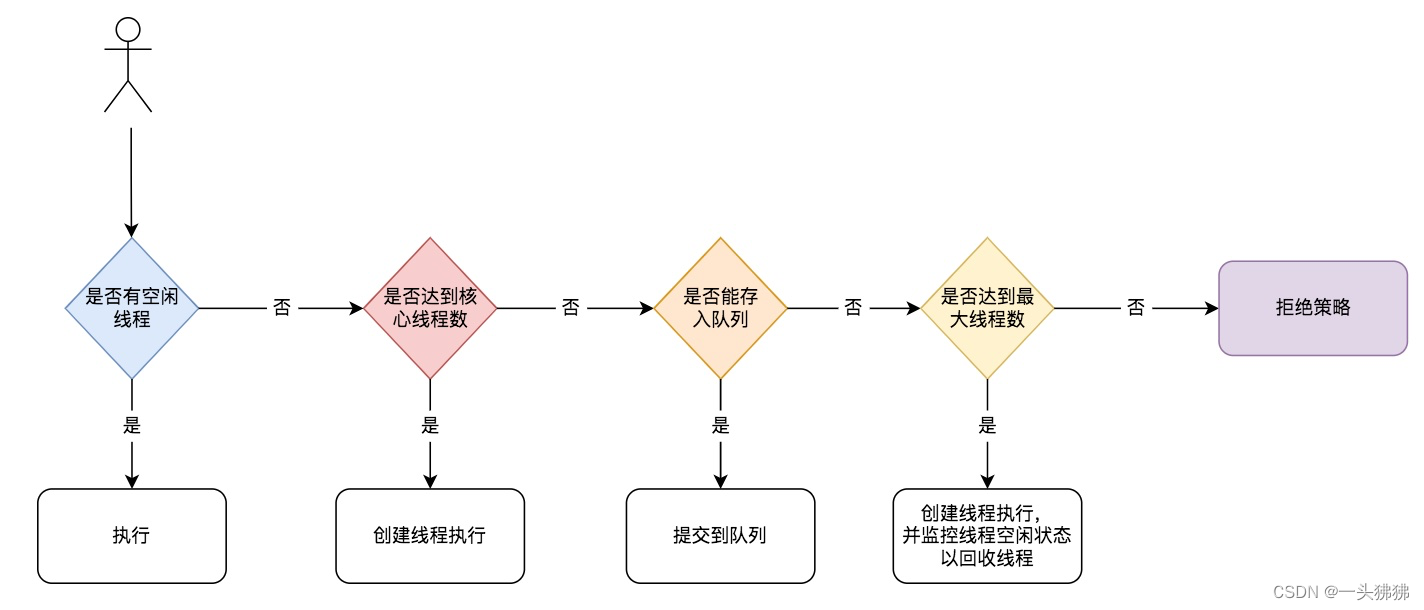 是否有空闲
线程
否
是否达到核
心线程数
否
是否能存
入队列
否
是否达到最
大线程数
否
拒绝策略
是
是
是
是
执行
创建线程执行
提交到队列
创建线程执行，
并监控线程空闲状态
以回收线程
CSDN @一头狒狒